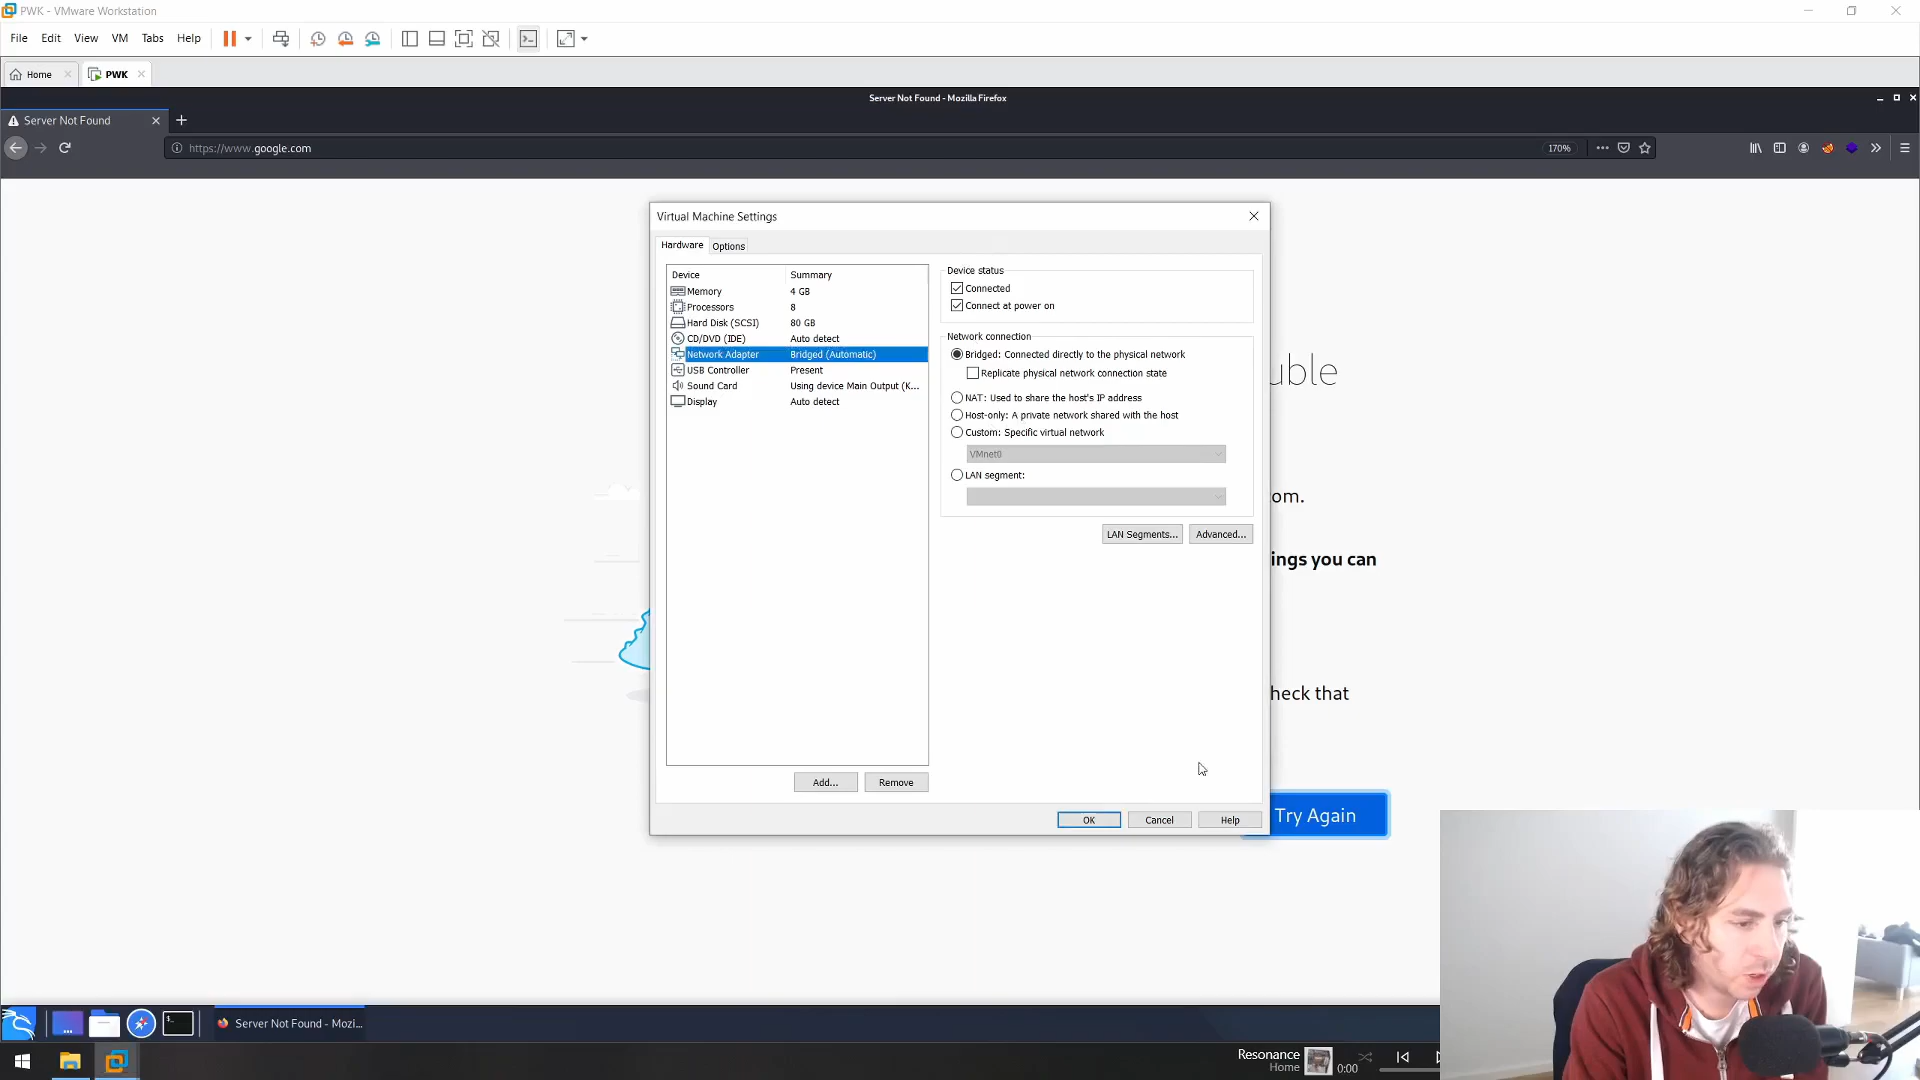 PWK - VMware Workstation
File Edit View VM Tabs Help
Home PWK
Server Not Found - Mozilla Firefox
Server Not Found
https://www.google.com 170%
Virtual Machine Settings
Hardware Options
Device Summary
Memory 4 GB
Processors 8
Hard Disk (SCSI) 80 GB
CD/DVD (IDE) Auto detect
Network Adapter Bridged (Automatic)
USB Controller Present
Sound Card Using device Main Output (K...
Display Auto detect
Add... Remove
Device status
Connected
Connect at power on
Network connection
Bridged: Connected directly to the physical network
Replicate physical network connection state
NAT: Used to share the host's IP address
Host-only: A private network shared with the host
Custom: Specific virtual network
VMnet0
LAN segment:
LAN Segments... Advanced...
OK Cancel Help
uble
om.
ings you can
heck that
Try Again
Server Not Found - Mozi...
Resonance
Home 0:00